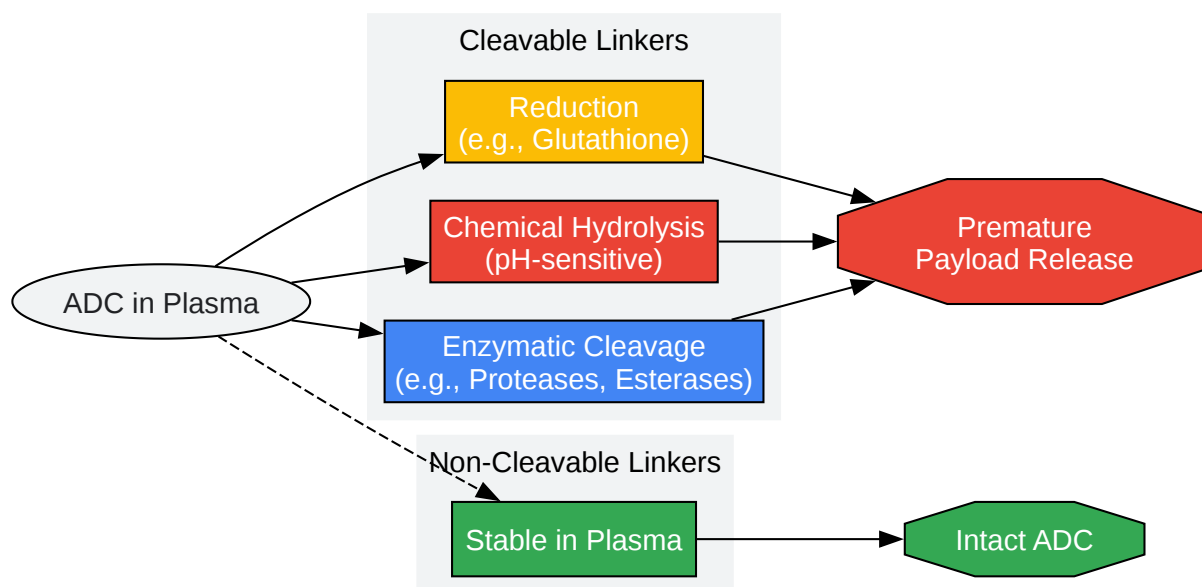 Cleavable Linkers
Reduction
(e.g., Glutathione)
Chemical Hydrolysis
(pH-sensitive)
Enzymatic Cleavage
(e.g., Proteases, Esterases)
ADC in Plasma
Premature
Payload Release
Non-Cleavable Linkers
Stable in Plasma
Intact ADC